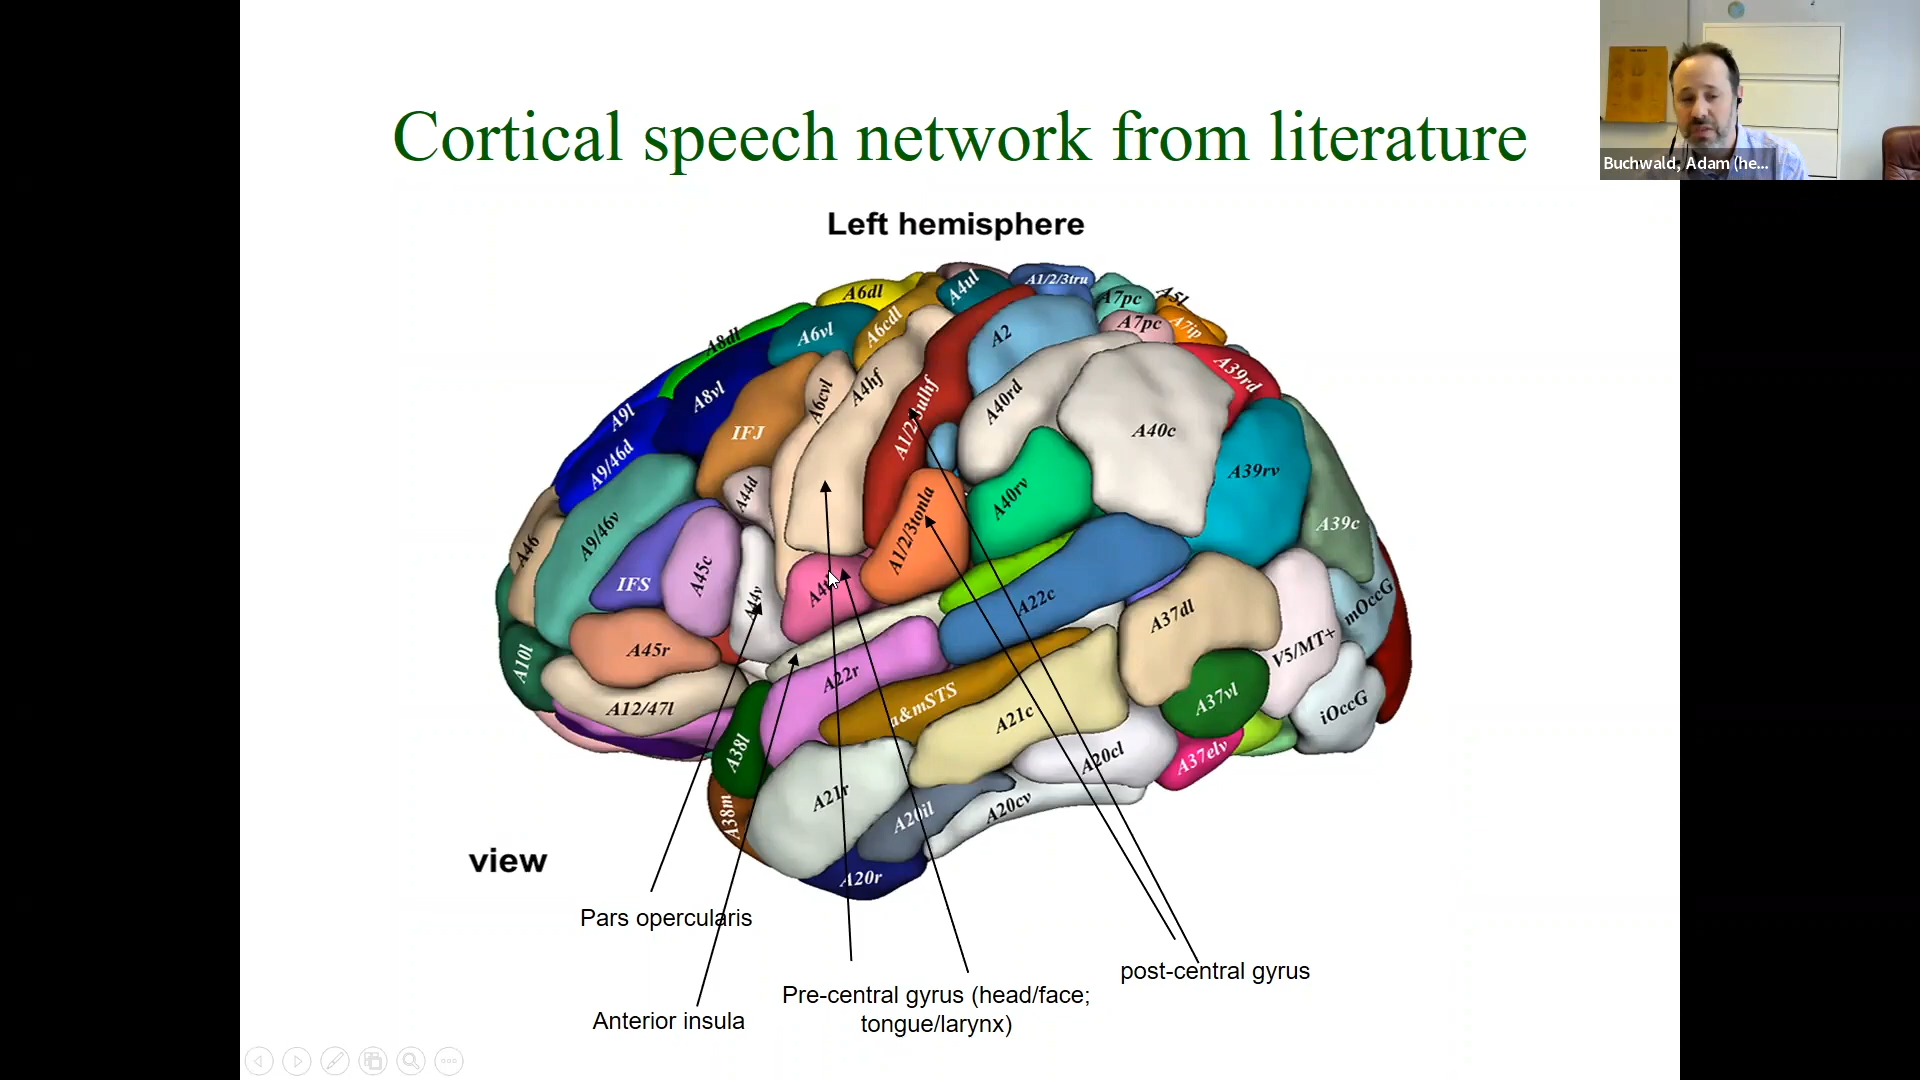 Cortical speech network from literature
Buchwald, Adam (he...
Left hemisphere
A6dl
A4ul
A1/2/3tru
A7pc
A5l
A8dl
A6vl
A6cdl
A2
A7pc
A7ip
A9l
A8vl
A6cvl
A4hf
A1/2/3ulhf
A40rd
A39rd
IFJ
A40c
A9/46d
A44d
A40rv
A39rv
A46
A9/46v
A1/2/3tonla
A39c
IFS
A45c
A44v
A22c
mOccG
A10l
A45r
A37dl
V5/MT+
A12/47l
A22r
a&mSTS
A21c
A37vl
iOccG
A38l
A20cl
A37elv
A38m
A21r
A20il
A20cv
A20r
view
Pars opercularis
post-central gyrus
Pre-central gyrus (head/face;
tongue/larynx)
Anterior insula